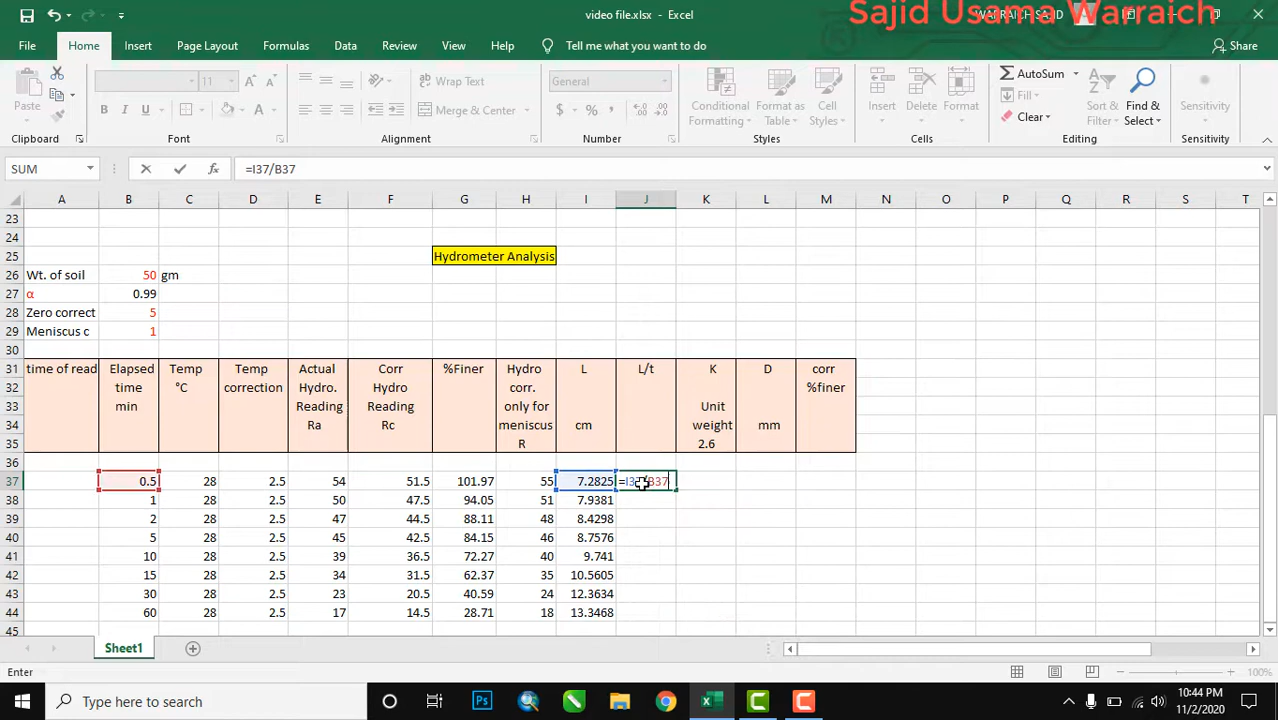 video file.xlsx - Excel
Sajid Usama Warraich
File
Home
Insert
Page Layout
Formulas
Data
Review
View
Help
Tell me what you want to do
Share
Paste
11
Wrap Text
Merge & Center
General
Conditional Formatting
Format as Table
Cell Styles
Insert
Delete
Format
AutoSum
Fill
Clear
Sort & Filter
Find & Select
Sensitivity
Clipboard
Font
Alignment
Number
Styles
Cells
Editing
Sensitivity
SUM
=I37/B37
A B C D E F G H I J K L M N O P Q R S T
23
24
25 Hydrometer Analysis
26 Wt. of soil 50 gm
27 α 0.99
28 Zero correct 5
29 Meniscus c 1
30
31 time of read Elapsed Temp Temp Actual Corr %Finer Hydro L L/t K D corr
32 time °C correction Hydro. Hydro corr. %finer
33 min Reading Reading only for Unit
34 Ra Rc meniscus cm weight mm
35 R 2.6
36
37 0.5 28 2.5 54 51.5 101.97 55 7.2825 =I37/B37
38 1 28 2.5 50 47.5 94.05 51 7.9381
39 2 28 2.5 47 44.5 88.11 48 8.4298
40 5 28 2.5 45 42.5 84.15 46 8.7576
41 10 28 2.5 39 36.5 72.27 40 9.741
42 15 28 2.5 34 31.5 62.37 35 10.5605
43 30 28 2.5 23 20.5 40.59 24 12.3634
44 60 28 2.5 17 14.5 28.71 18 13.3468
45
Sheet1
Enter
100%
Type here to search
10:44 PM
11/2/2020